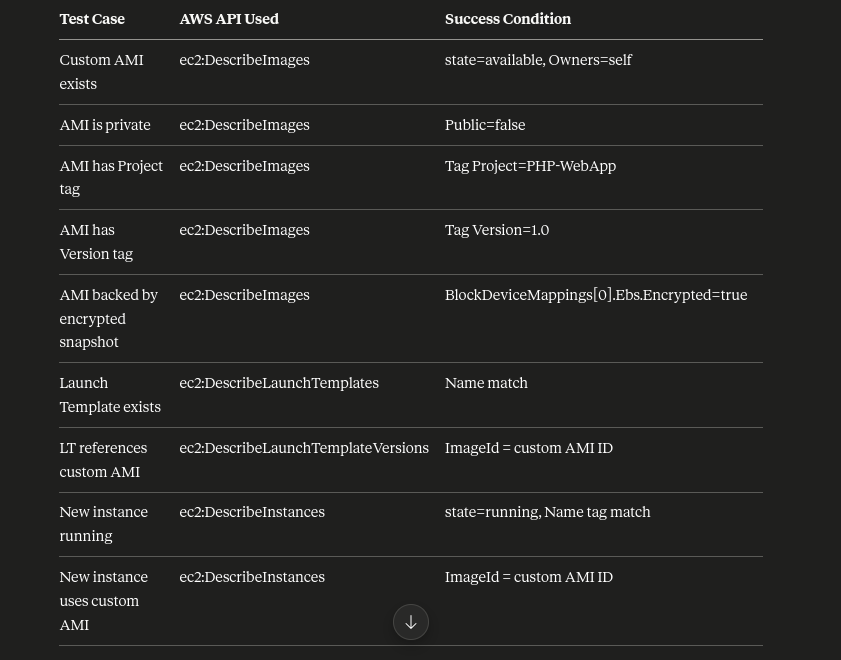 Test Case AWS API Used Success Condition
Custom AMI ec2:DescribeImages state=available, Owners=self
exists
AMI is private ec2:DescribeImages Public=false
AMI has Project ec2:DescribeImages Tag Project=PHP-WebApp
tag
AMI has ec2:DescribeImages Tag Version=1.0
Version tag
AMI backed by ec2:DescribeImages BlockDeviceMappings[0].Ebs.Encrypted=true
encrypted
snapshot
Launch ec2:DescribeLaunchTemplates Name match
Template exists
LT references ec2:DescribeLaunchTemplateVersions ImageId = custom AMI ID
custom AMI
New instance ec2:DescribeInstances state=running, Name tag match
running
New instance ec2:DescribeInstances ImageId = custom AMI ID
uses custom
AMI